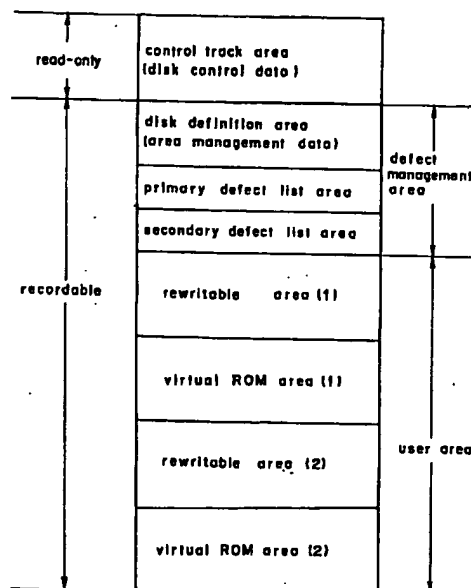 read-only
control track area
(disk control data)
disk definition area
(area management data)
defect
management
area
primary defect list area
secondary defect list area
recordable
rewritable area (1)
virtual ROM area (1)
user area
rewritable area (2)
virtual ROM area (2)